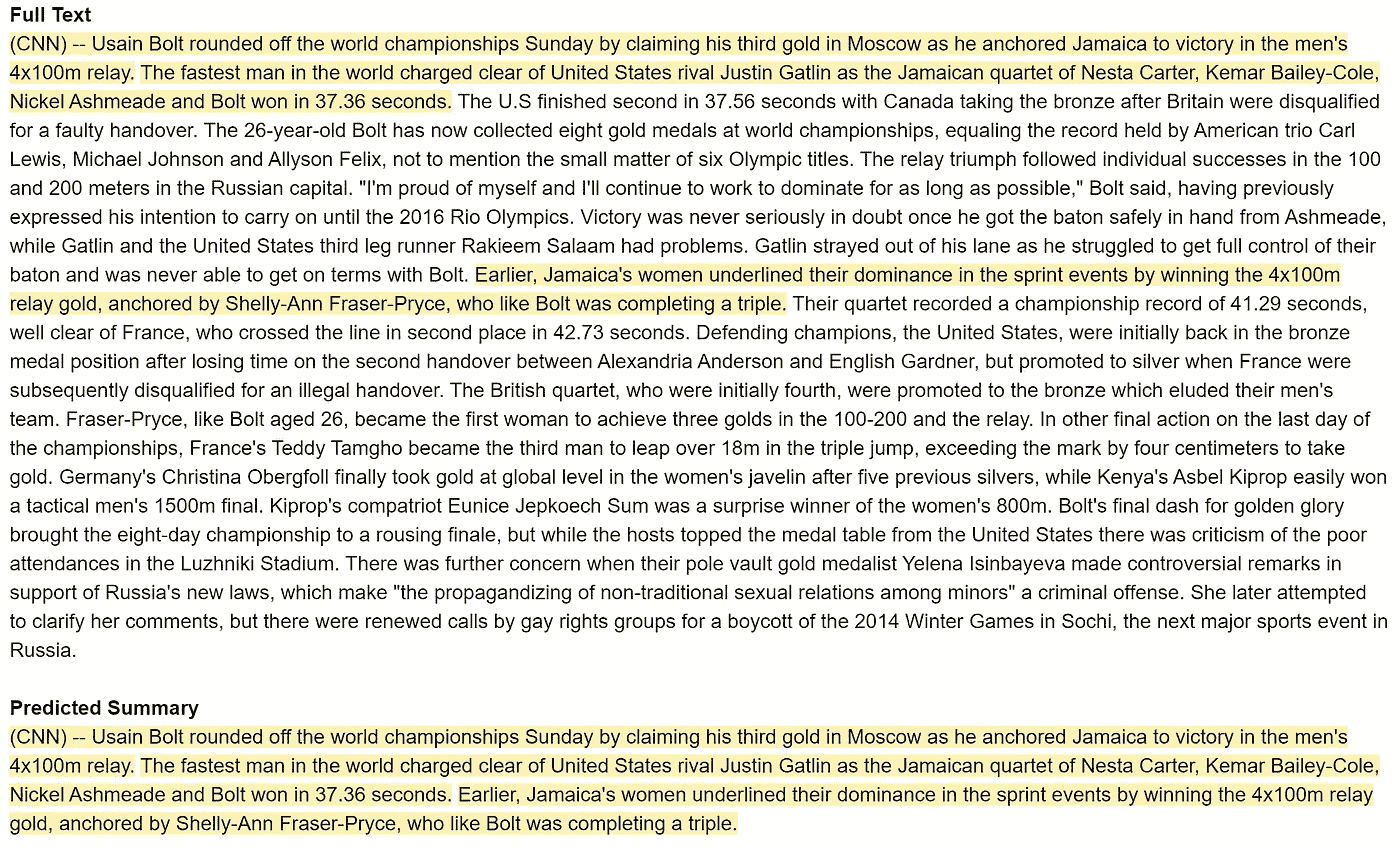 Full Text
(CNN) -- Usain Bolt rounded off the world championships Sunday by claiming his third gold in Moscow as he anchored Jamaica to victory in the men's
4x100m relay. The fastest man in the world charged clear of United States rival Justin Gatlin as the Jamaican quartet of Nesta Carter, Kemar Bailey-Cole,
Nickel Ashmeade and Bolt won in 37.36 seconds. The U.S finished second in 37.56 seconds with Canada taking the bronze after Britain were disqualified
for a faulty handover. The 26-year-old Bolt has now collected eight gold medals at world championships, equaling the record held by American trio Carl
Lewis, Michael Johnson and Allyson Felix, not to mention the small matter of six Olympic titles. The relay triumph followed individual successes in the 100
and 200 meters in the Russian capital. "I'm proud of myself and I'll continue to work to dominate for as long as possible," Bolt said, having previously
expressed his intention to carry on until the 2016 Rio Olympics. Victory was never seriously in doubt once he got the baton safely in hand from Ashmeade,
while Gatlin and the United States third leg runner Rakieem Salaam had problems. Gatlin strayed out of his lane as he struggled to get full control of their
baton and was never able to get on terms with Bolt. Earlier, Jamaica's women underlined their dominance in the sprint events by winning the 4x100m
relay gold, anchored by Shelly-Ann Fraser-Pryce, who like Bolt was completing a triple. Their quartet recorded a championship record of 41.29 seconds,
well clear of France, who crossed the line in second place in 42.73 seconds. Defending champions, the United States, were initially back in the bronze
medal position after losing time on the second handover between Alexandria Anderson and English Gardner, but promoted to silver when France were
subsequently disqualified for an illegal handover. The British quartet, who were initially fourth, were promoted to the bronze which eluded their men's
team. Fraser-Pryce, like Bolt aged 26, became the first woman to achieve three golds in the 100-200 and the relay. In other final action on the last day of
the championships, France's Teddy Tamgho became the third man to leap over 18m in the triple jump, exceeding the mark by four centimeters to take
gold. Germany's Christina Obergfoll finally took gold at global level in the women's javelin after five previous silvers, while Kenya's Asbel Kiprop easily won
a tactical men's 1500m final. Kiprop's compatriot Eunice Jepkoech Sum was a surprise winner of the women's 800m. Bolt's final dash for golden glory
brought the eight-day championship to a rousing finale, but while the hosts topped the medal table from the United States there was criticism of the poor
attendances in the Luzhniki Stadium. There was further concern when their pole vault gold medalist Yelena Isinbayeva made controversial remarks in
support of Russia's new laws, which make "the propagandizing of non-traditional sexual relations among minors" a criminal offense. She later attempted
to clarify her comments, but there were renewed calls by gay rights groups for a boycott of the 2014 Winter Games in Sochi, the next major sports event in
Russia.
Predicted Summary
(CNN) -- Usain Bolt rounded off the world championships Sunday by claiming his third gold in Moscow as he anchored Jamaica to victory in the men's
4x100m relay. The fastest man in the world charged clear of United States rival Justin Gatlin as the Jamaican quartet of Nesta Carter, Kemar Bailey-Cole,
Nickel Ashmeade and Bolt won in 37.36 seconds. Earlier, Jamaica's women underlined their dominance in the sprint events by winning the 4x100m relay
gold, anchored by Shelly-Ann Fraser-Pryce, who like Bolt was completing a triple.